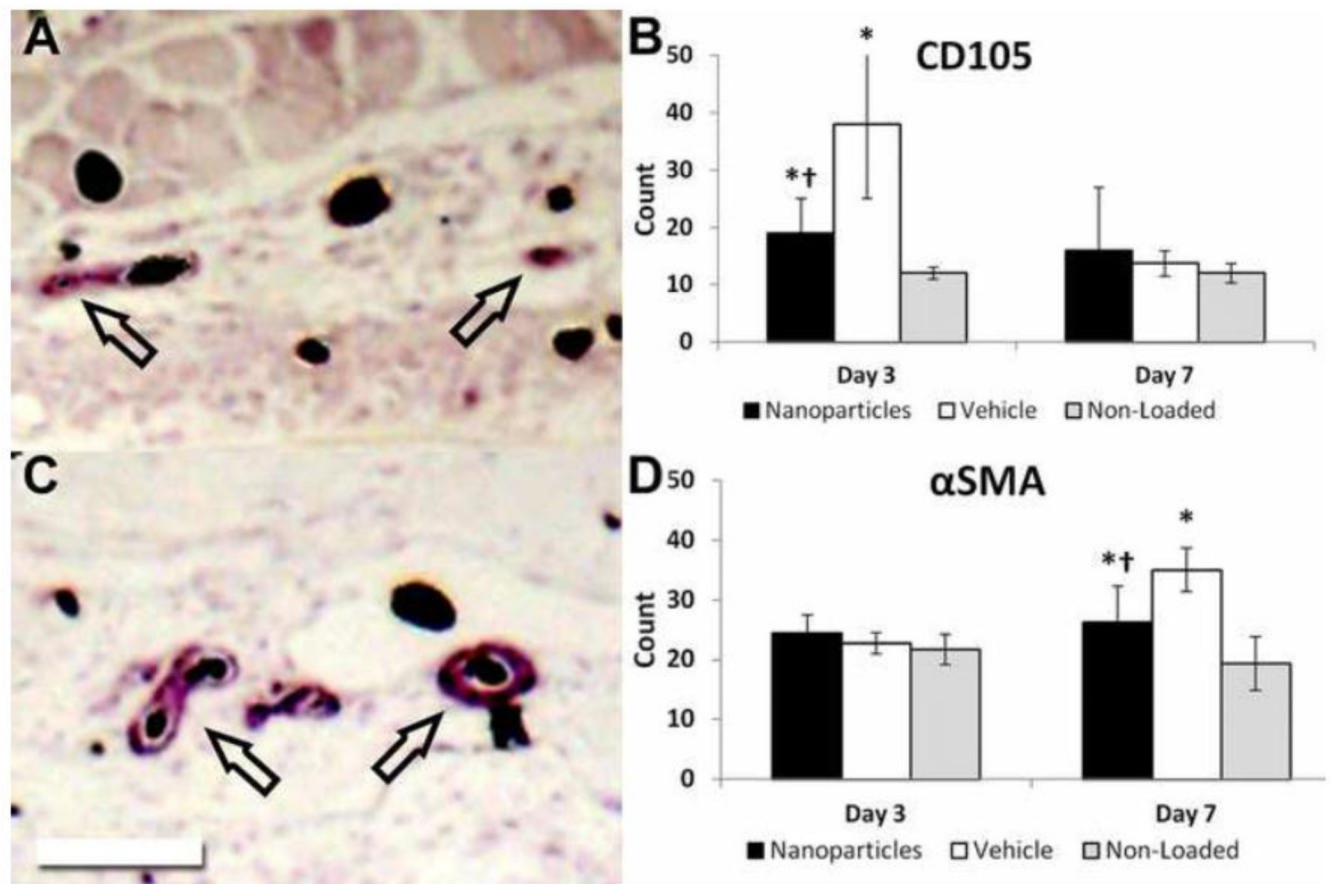 A
B
CD105
50
40
30
20
10
0
Count
*†
*
Day 3
Day 7
Nanoparticles Vehicle Non-Loaded
C
D
αSMA
50
40
30
20
10
0
Count
*†
*
Day 3
Day 7
Nanoparticles Vehicle Non-Loaded